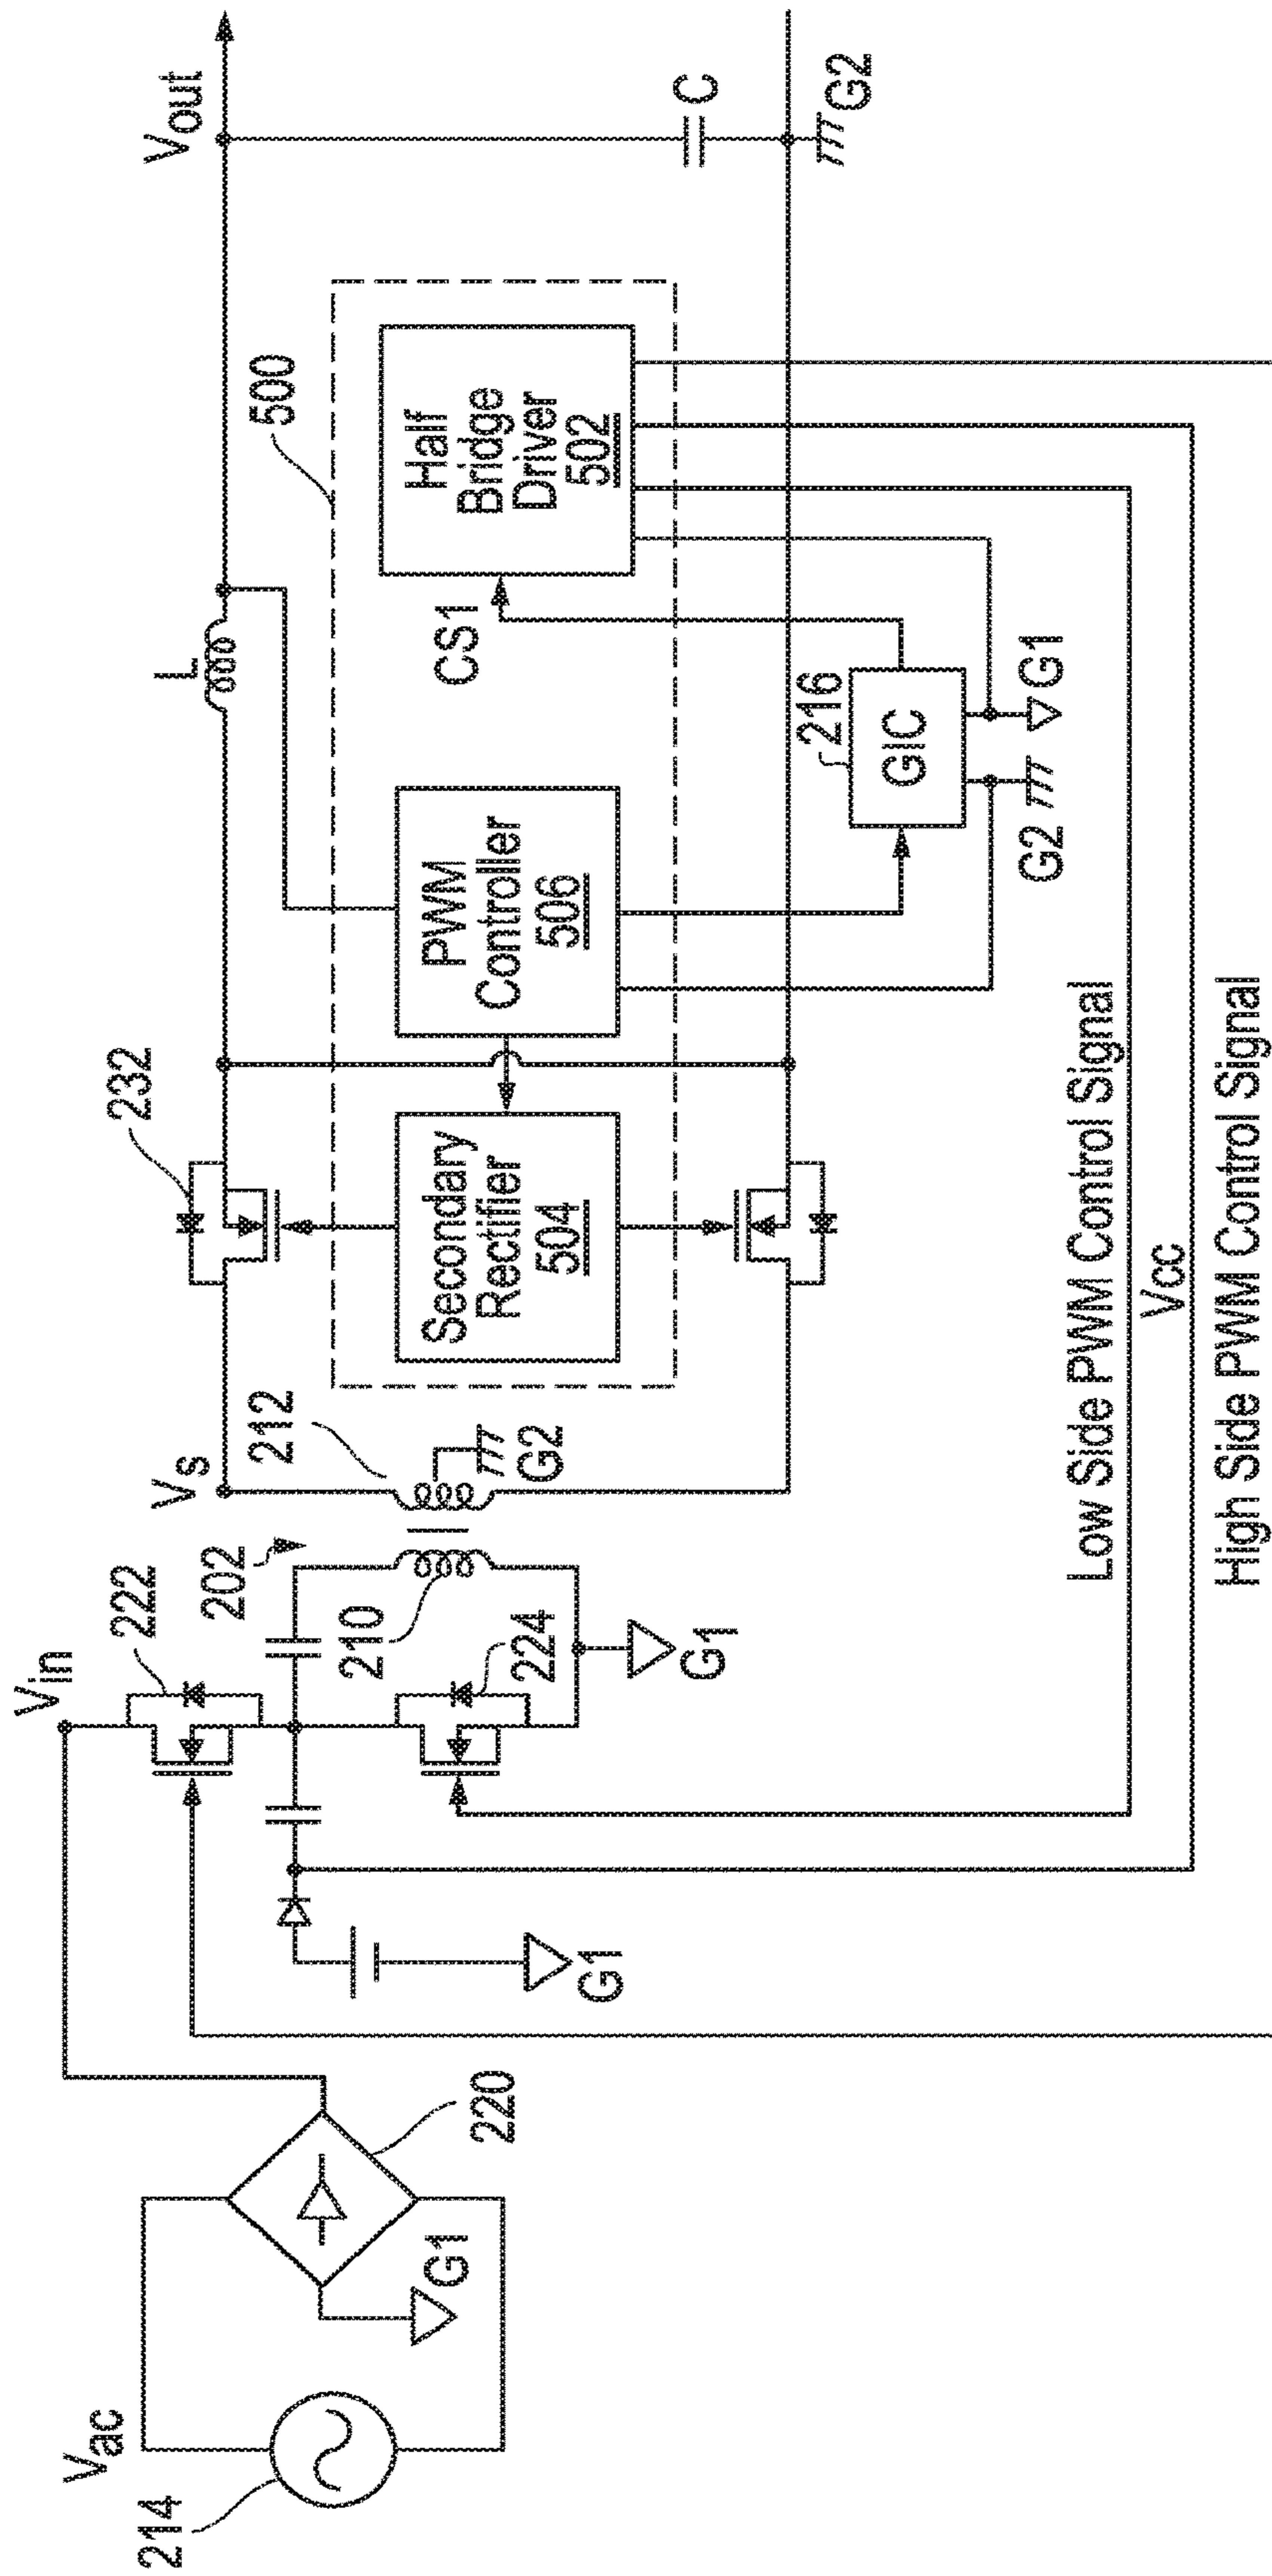 214
Vac
G1
220
Vin
222
G1
224
G1
202
210
212
Vs
G2
232
Secondary
Rectifier
504
PWM
Controller
506
L
500
CS1
Half
Bridge
Driver
502
216
GIC
G2
G1
Vout
C
G2
Low Side PWM Control Signal
Vcc
High Side PWM Control Signal